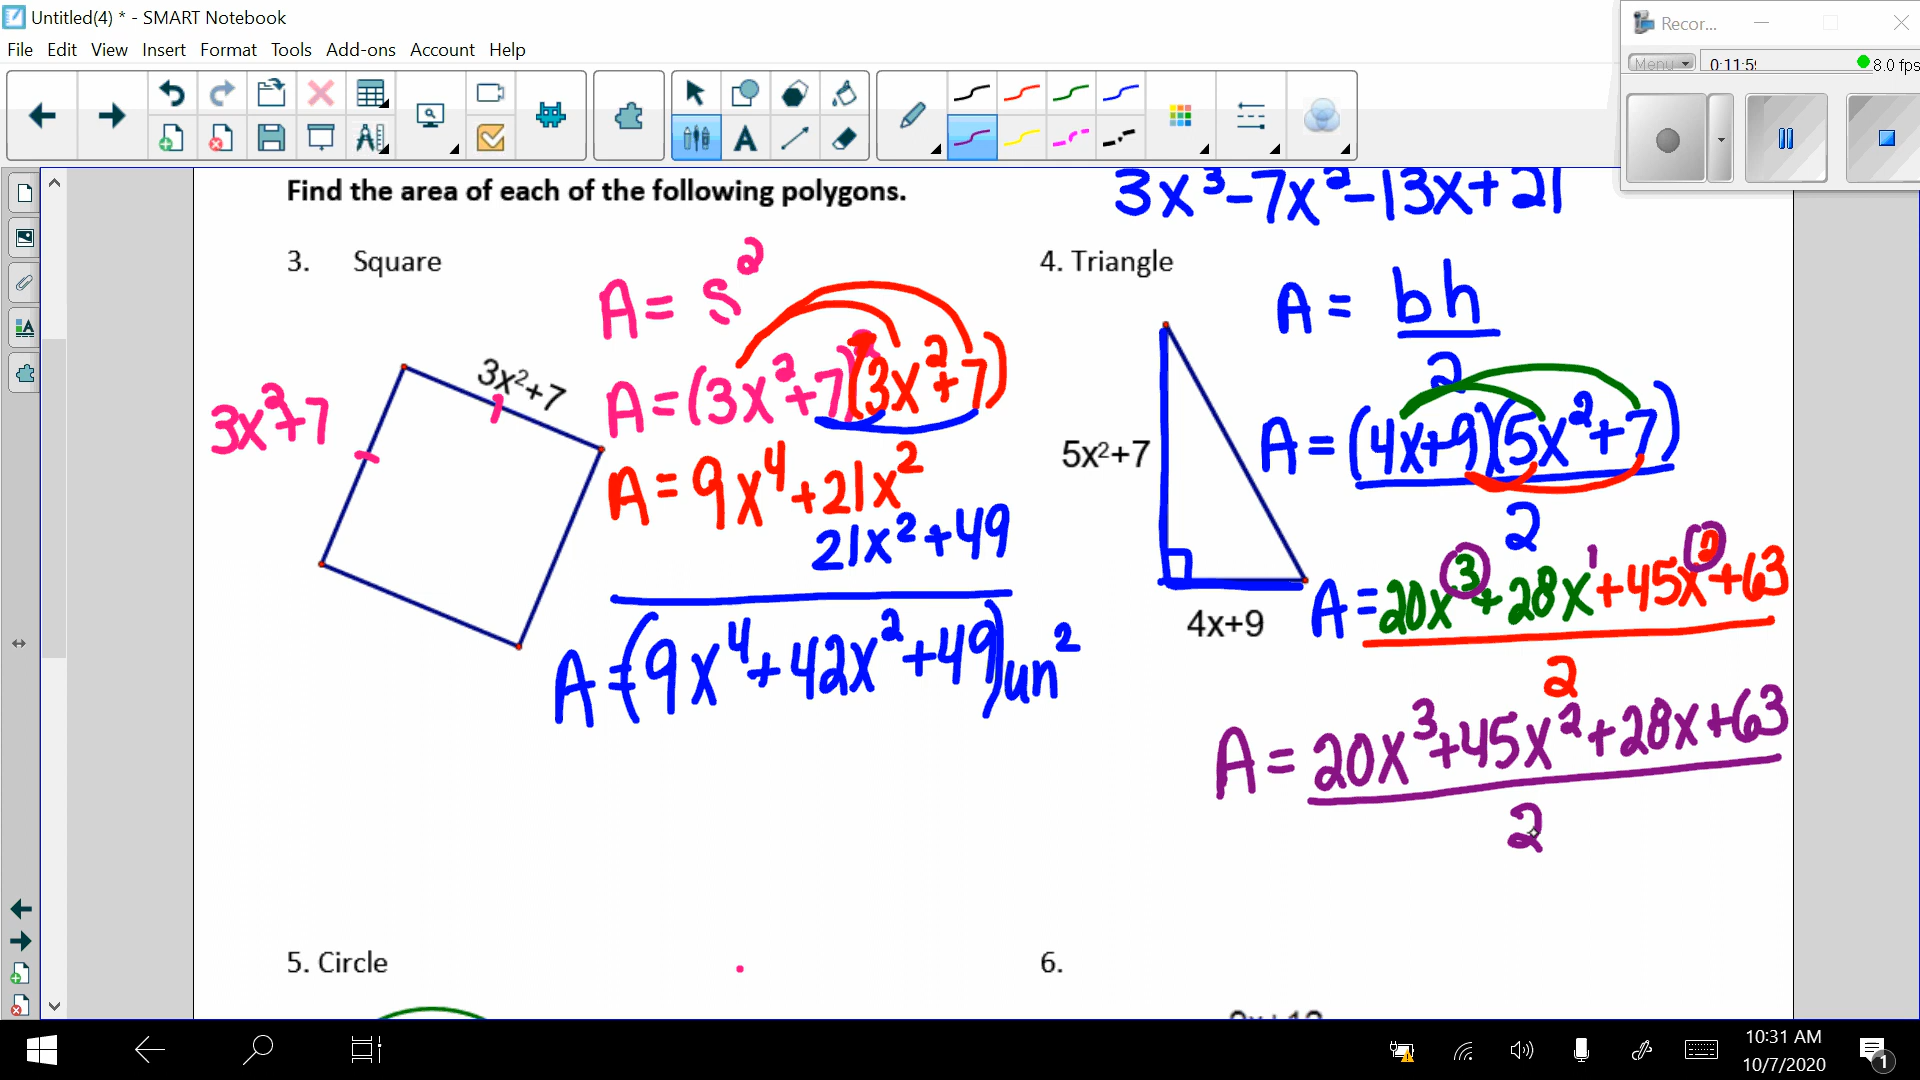 Untitled(4) * - SMART Notebook
File Edit View Insert Format Tools Add-ons Account Help
Recor...
Menu 0:11:5 8.0 fps
A
Find the area of each of the following polygons.
3x³-7x²-13x+21
3. Square
A = s²
3x²+7
3x²+7
A=(3x²+7)(3x²+7)
A=9x⁴+21x²
21x²+49
A=(9x⁴+42x²+49)un²
4. Triangle
A = bh
2
5x²+7
4x+9
A=(4x+9)(5x²+7)
2
A=20x³+28x¹+45x²+63
2
A=20x³+45x²+28x+63
2
5. Circle
6.
10:31 AM
10/7/2020
1